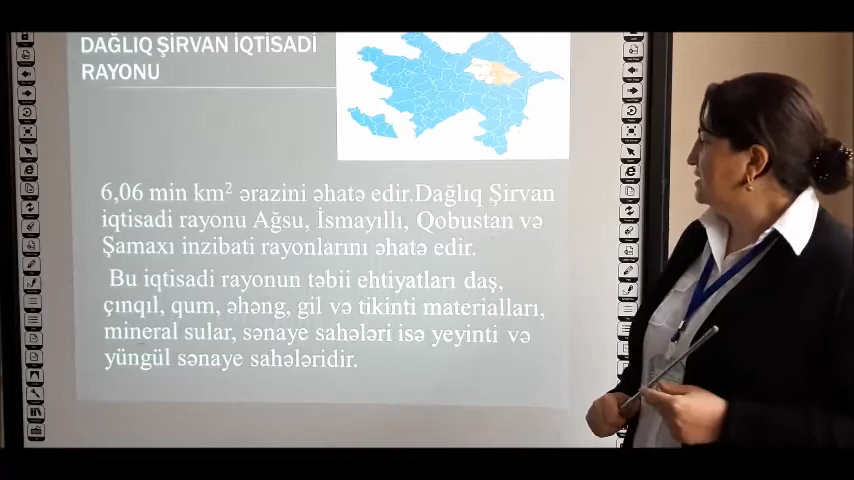 DAĞLIQ ŞİRVAN İQTİSADİ
RAYONU
6,06 min km² ərazini əhatə edir.Dağlıq Şirvan
iqtisadi rayonu Ağsu, İsmayıllı, Qobustan və
Şamaxı inzibati rayonlarını əhatə edir.
Bu iqtisadi rayonun təbii ehtiyatları daş,
çınqıl, qum, əhəng, gil və tikinti materialları,
mineral sular, sənaye sahələri isə yeyinti və
yüngül sənaye sahələridir.